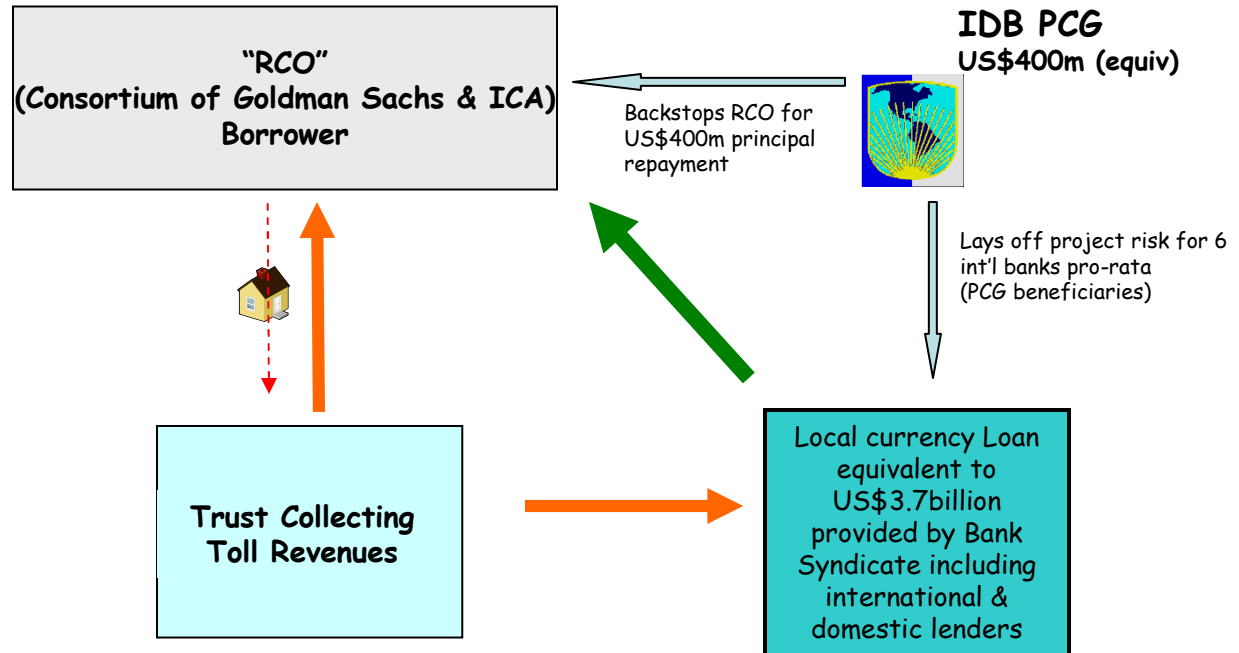 “RCO”
(Consortium of Goldman Sachs & ICA)
Borrower
IDB PCG
US$400m (equiv)
Backstops RCO for
US$400m principal
repayment
Lays off project risk for 6
int’l banks pro-rata
(PCG beneficiaries)
Trust Collecting
Toll Revenues
Local currency Loan
equivalent to
US$3.7billion
provided by Bank
Syndicate including
international &
domestic lenders